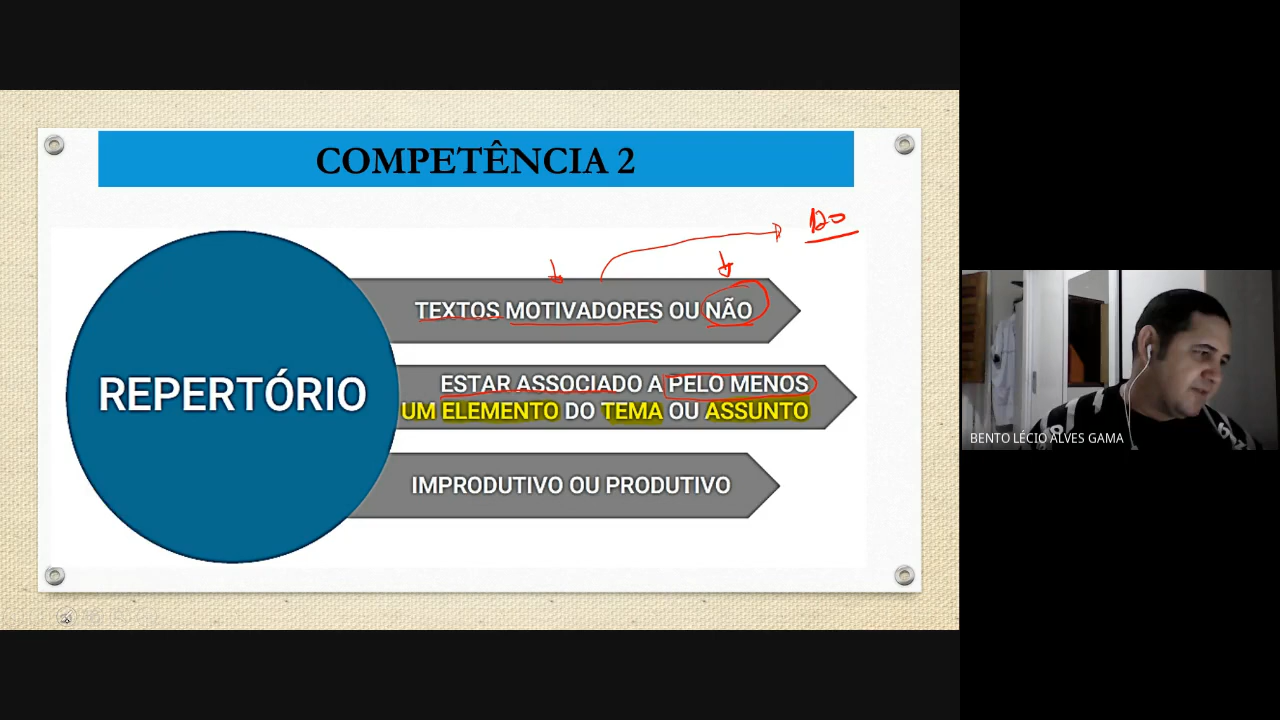 COMPETÊNCIA 2
120
TEXTOS MOTIVADORES OU NÃO
REPERTÓRIO
ESTAR ASSOCIADO A PELO MENOS
UM ELEMENTO DO TEMA OU ASSUNTO
IMPRODUTIVO OU PRODUTIVO
BENTO LÉCIO ALVES GAMA